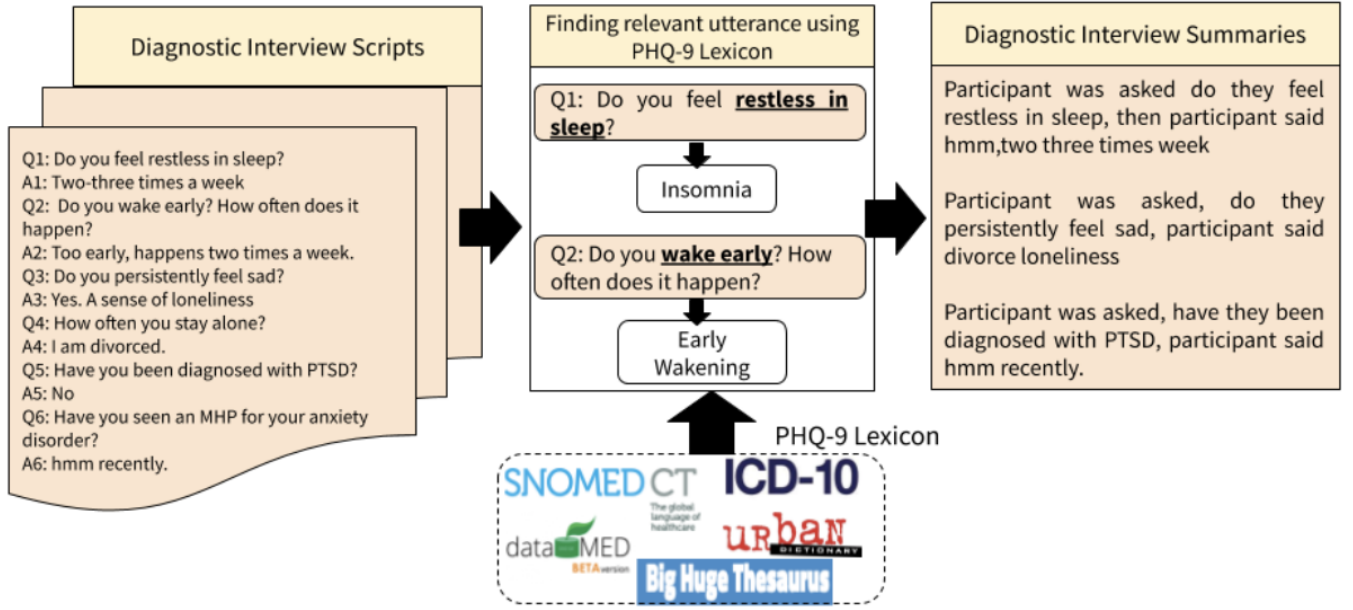 Diagnostic Interview Scripts
Q1: Do you feel restless in sleep?
A1: Two-three times a week
Q2:  Do you wake early? How often does it
happen?
A2: Too early, happens two times a week.
Q3: Do you persistently feel sad?
A3: Yes. A sense of loneliness
Q4: How often you stay alone?
A4: I am divorced.
Q5: Have you been diagnosed with PTSD?
A5: No
Q6: Have you seen an MHP for your anxiety
disorder?
A6: hmm recently.
Finding relevant utterance using
PHQ-9 Lexicon
Q1: Do you feel restless in
sleep?
Insomnia
Q2: Do you wake early? How
often does it happen?
Early
Wakening
PHQ-9 Lexicon
SNOMED CT
The global
language of
healthcare
ICD-10
dataMED
BETA version
URBAN
DICTIONARY
Big Huge Thesaurus
Diagnostic Interview Summaries
Participant was asked do they feel
restless in sleep, then participant said
hmm,two three times week
Participant was asked, do they
persistently feel sad, participant said
divorce loneliness
Participant was asked, have they been
diagnosed with PTSD, participant said
hmm recently.